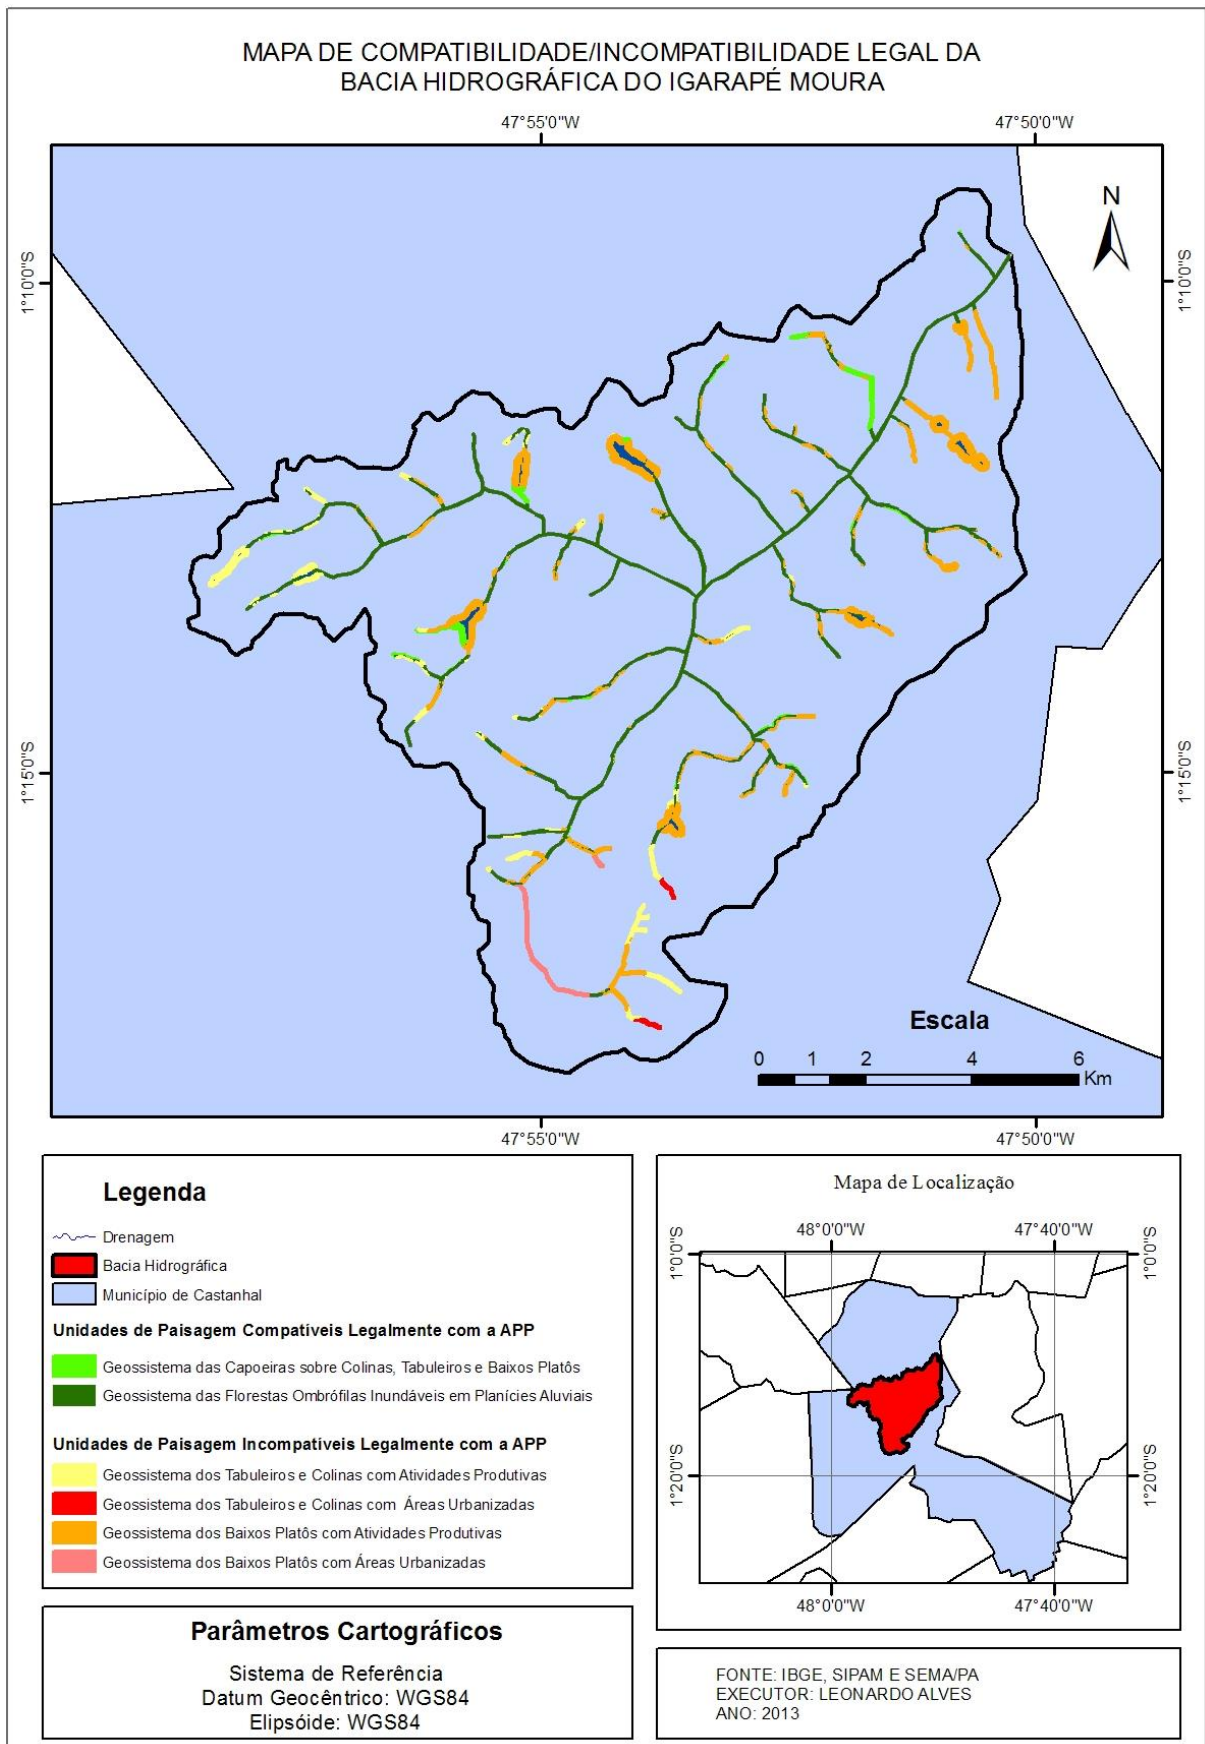 MAPA DE COMPATIBILIDADE/INCOMPATIBILIDADE LEGAL DA
BACIA HIDROGRÁFICA DO IGARAPÉ MOURA
47°55'0"W
47°50'0"W
N
1°10'0"S
1°10'0"S
1°15'0"S
1°15'0"S
Escala
0 1 2 4 6
Km
47°55'0"W
47°50'0"W
Legenda
Drenagem
Bacia Hidrográfica
Município de Castanhal
Unidades de Paisagem Compatíveis Legalmente com a APP
Geossistema das Capoeiras sobre Colinas, Tabuleiros e Baixos Platôs
Geossistema das Florestas Ombrófilas Inundáveis em Planícies Aluviais
Unidades de Paisagem Incompatíveis Legalmente com a APP
Geossistema dos Tabuleiros e Colinas com Atividades Produtivas
Geossistema dos Tabuleiros e Colinas com Áreas Urbanizadas
Geossistema dos Baixos Platôs com Atividades Produtivas
Geossistema dos Baixos Platôs com Áreas Urbanizadas
Mapa de Localização
48°0'0"W
47°40'0"W
1°0'0"S
1°0'0"S
1°20'0"S
1°20'0"S
48°0'0"W
47°40'0"W
Parâmetros Cartográficos
Sistema de Referência
Datum Geocêntrico: WGS84
Elipsóide: WGS84
FONTE: IBGE, SIPAM E SEMA/PA
EXECUTOR: LEONARDO ALVES
ANO: 2013